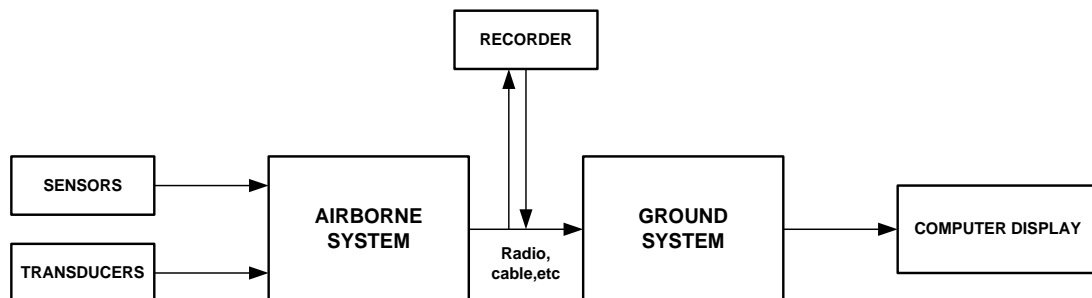 RECORDER
SENSORS
TRANSDUCERS
AIRBORNE
SYSTEM
Radio,
cable,etc
GROUND
SYSTEM
COMPUTER DISPLAY